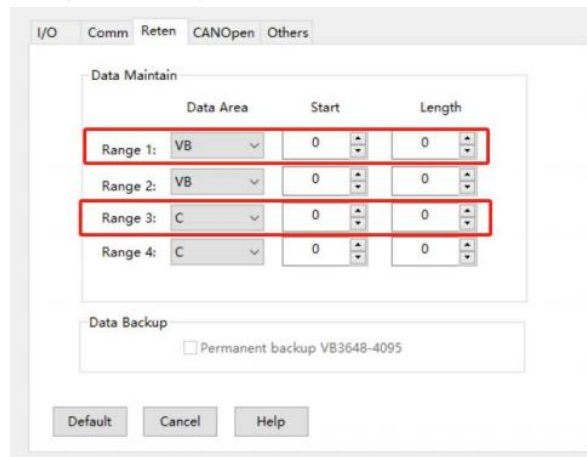 I/O Comm Reten CANOpen Others
Data Maintain
Data Area Start Length
Range 1: VB 0 0
Range 2: VB 0 0
Range 3: C 0 0
Range 4: C 0 0
Data Backup
Permanent backup VB3648-4095
Default Cancel Help